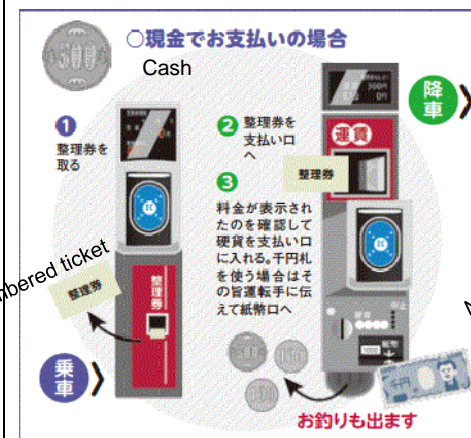 ○現金でお支払いの場合
Cash
500
1
整理券を
取る
2 整理券を
支払い口
へ
3
料金が表示され
たのを確認して
硬貨を支払い口
に入れる。千円札
を使う場合はそ
の旨運転手に伝
えて紙幣口へ
運賃
整理券
降車
整理券
整理券
乗車
千円
お釣りも出ます